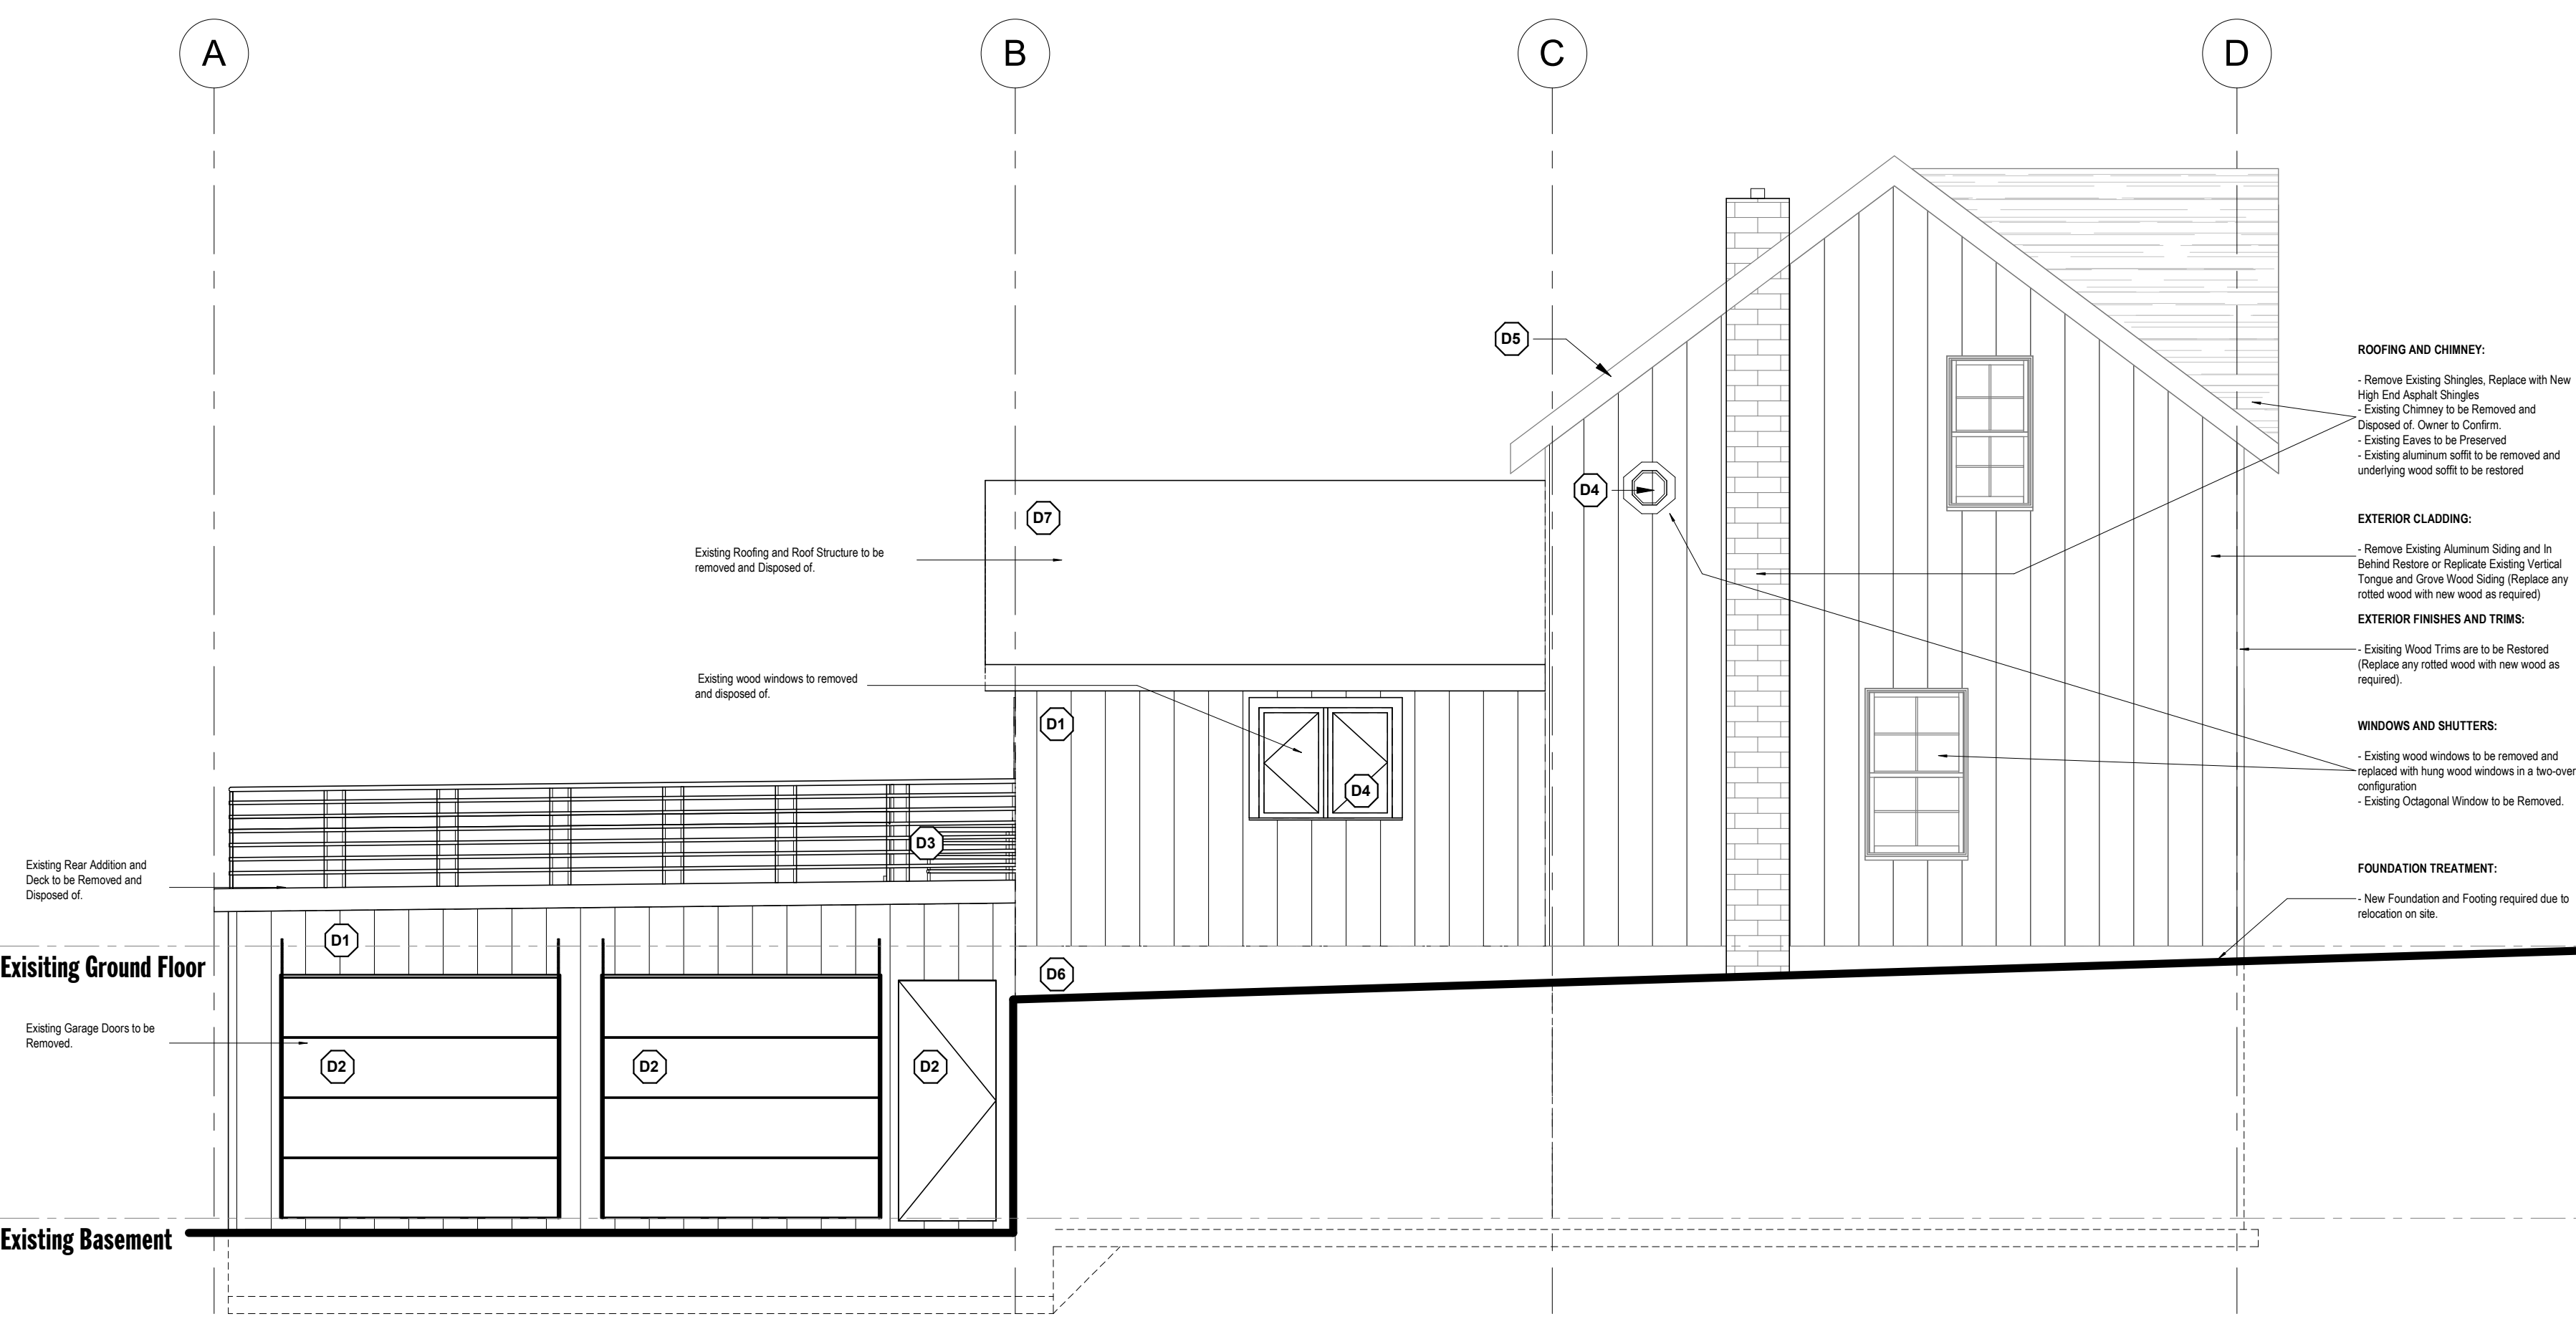 A
B
C
D
D5
D4
D7
Existing Roofing and Roof Structure to be
removed and Disposed of.
Existing wood windows to removed
and disposed of.
D1
D4
D3
Existing Rear Addition and
Deck to be Removed and
Disposed of.
D1
Exisiting Ground Floor
D6
Existing Garage Doors to be
Removed.
D2
D2
D2
Existing Basement
ROOFING AND CHIMNEY:
- Remove Existing Shingles, Replace with New
High End Asphalt Shingles
- Existing Chimney to be Removed and
Disposed of. Owner to Confirm.
- Existing Eaves to be Preserved
- Existing aluminum soffit to be removed and
underlying wood soffit to be restored
EXTERIOR CLADDING:
- Remove Existing Aluminum Siding and In
Behind Restore or Replicate Existing Vertical
Tongue and Grove Wood Siding (Replace any
rotted wood with new wood as required)
EXTERIOR FINISHES AND TRIMS:
- Exisiting Wood Trims are to be Restored
(Replace any rotted wood with new wood as
required).
WINDOWS AND SHUTTERS:
- Existing wood windows to be removed and
replaced with hung wood windows in a two-over
configuration
- Existing Octagonal Window to be Removed.
FOUNDATION TREATMENT:
- New Foundation and Footing required due to
relocation on site.